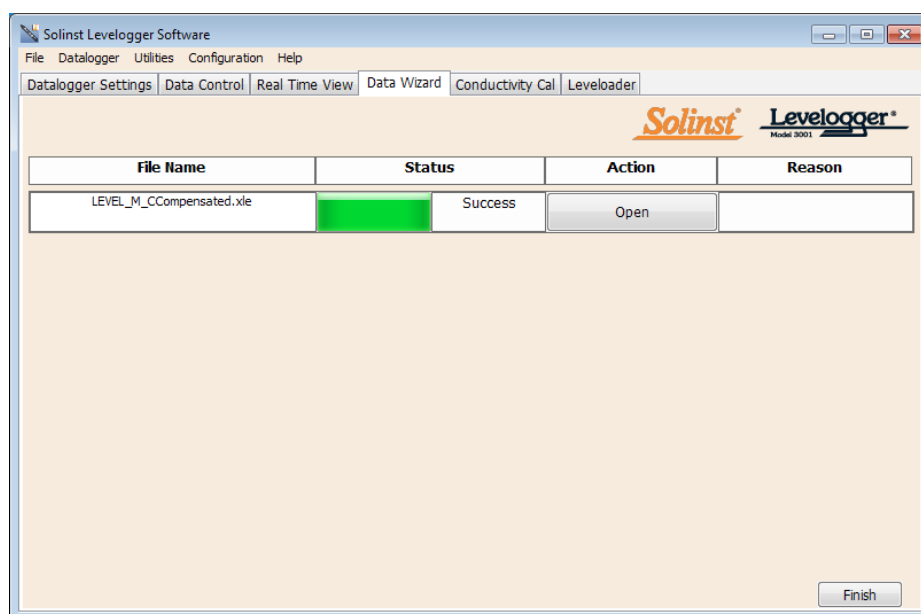 Solinst Levelogger Software
File Datalogger Utilities Configuration Help
Datalogger Settings Data Control Real Time View Data Wizard Conductivity Cal Leveloader
Solinst® Levelogger®
Model 3001
File Name Status Action Reason
LEVEL_M_CCompensated.xle Success Open
Finish